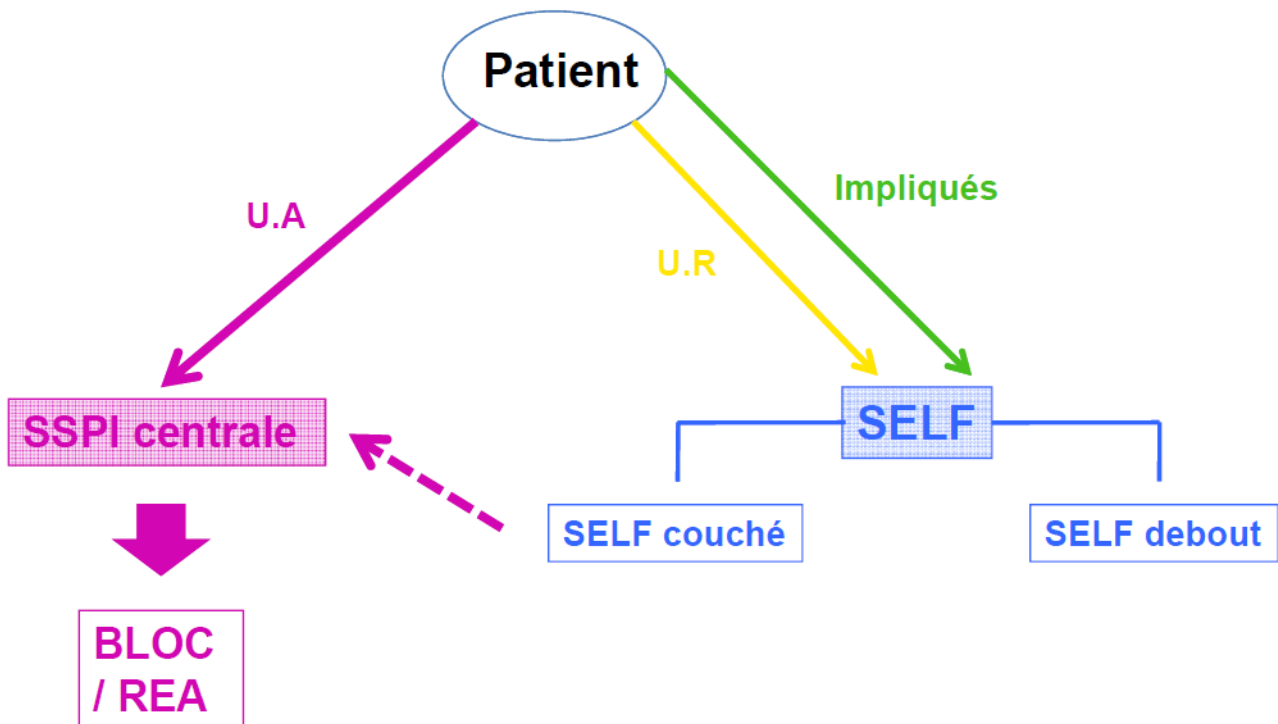 Patient
U.A
Impliqués
U.R
SSPI centrale
SELF
SELF couché
SELF debout
BLOC
/ REA